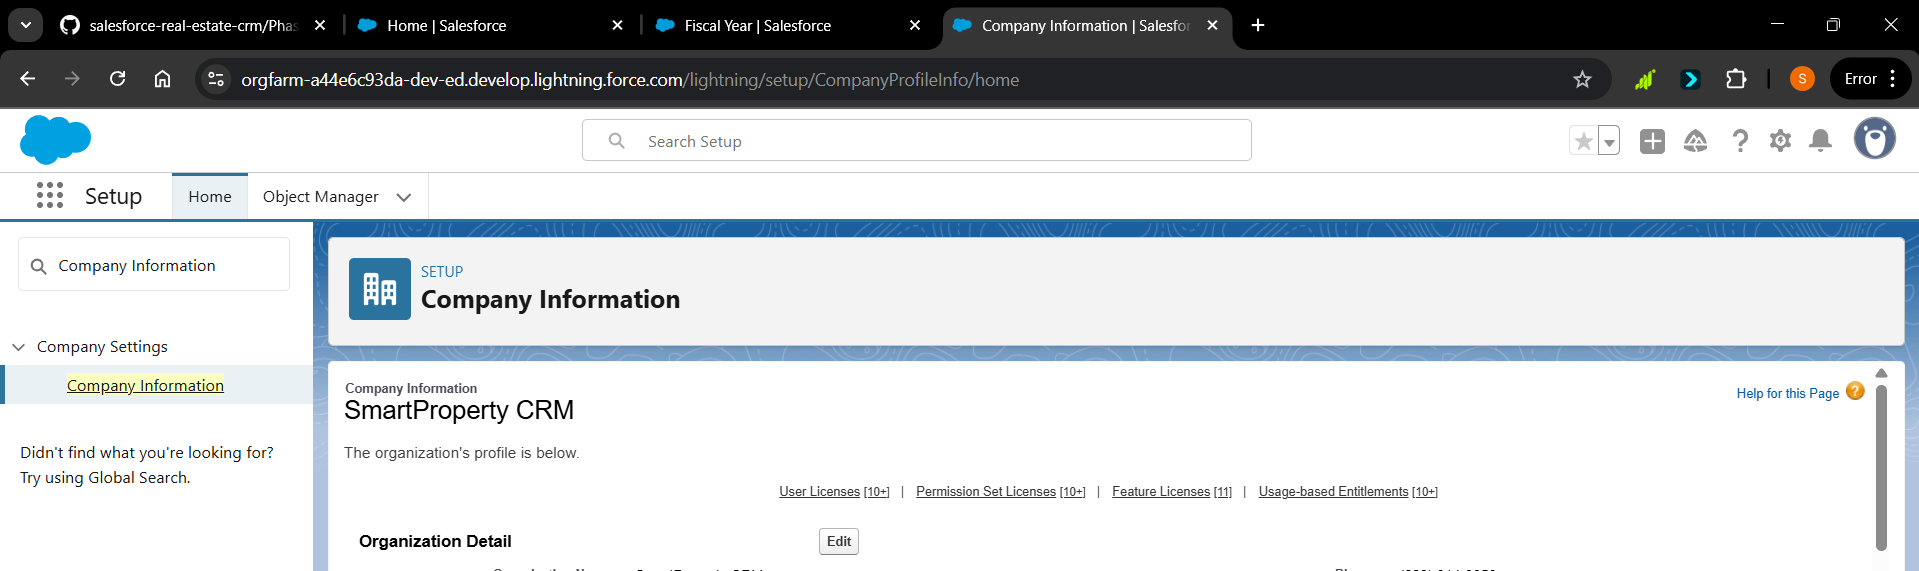 salesforce-real-estate-crm/Phas
Home | Salesforce
Fiscal Year | Salesforce
Company Information | Salesfor
orgfarm-a44e6c93da-dev-ed.develop.lightning.force.com/lightning/setup/CompanyProfileInfo/home
S
Error
Search Setup
Setup
Home
Object Manager
Company Information
Company Settings
Company Information
Didn't find what you're looking for?
Try using Global Search.
SETUP
Company Information
Company Information
SmartProperty CRM
Help for this Page
The organization's profile is below.
User Licenses [10+] | Permission Set Licenses [10+] | Feature Licenses [11] | Usage-based Entitlements [10+]
Organization Detail
Edit